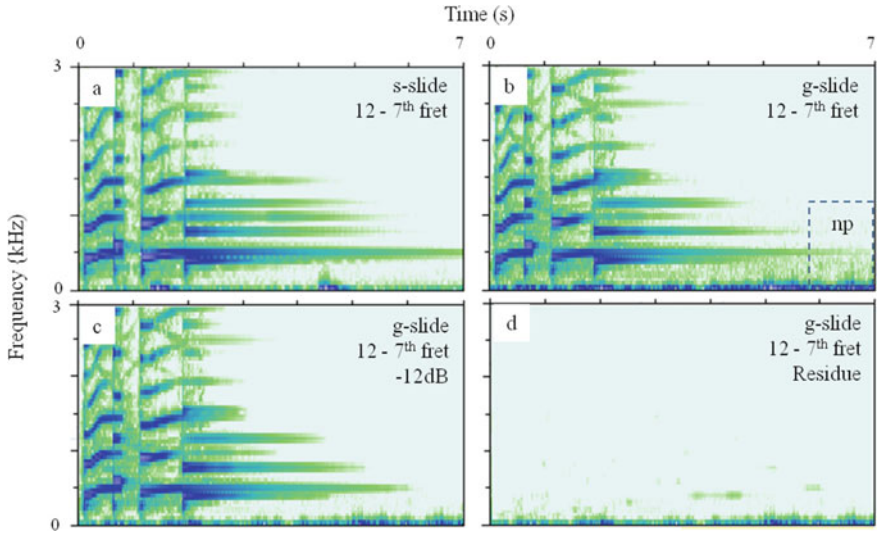 Time (s)
0 7 0 7
3
a
s-slide
12 - 7th fret
b
g-slide
12 - 7th fret
np
Frequency (kHz)
0
3
c
g-slide
12 - 7th fret
-12dB
d
g-slide
12 - 7th fret
Residue
0